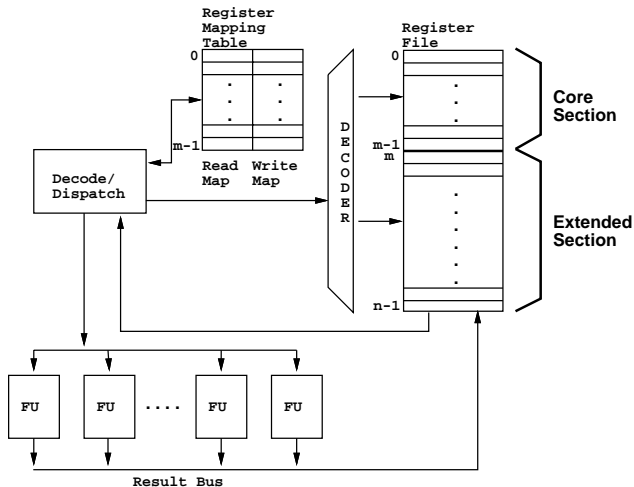 Register
Mapping
Table
0
m-1
Read
Map
Write
Map
Register
File
0
m-1
m
n-1
Core
Section
Extended
Section
DECODER
Decode/
Dispatch
FU
FU
....
FU
FU
Result Bus